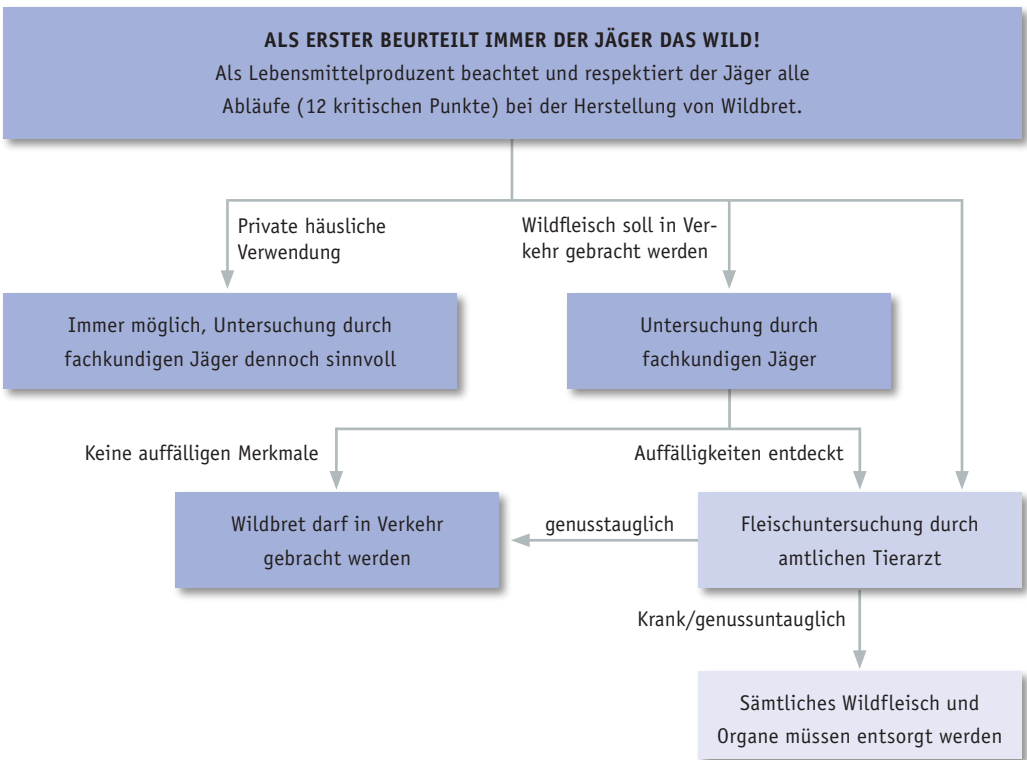 ALS ERSTER BEURTEILT IMMER DER JÄGER DAS WILD!
Als Lebensmittelproduzent beachtet und respektiert der Jäger alle
Abläufe (12 kritischen Punkte) bei der Herstellung von Wildbret.
Private häusliche
Verwendung
Wildfleisch soll in Ver-
kehr gebracht werden
Immer möglich, Untersuchung durch
fachkundigen Jäger dennoch sinnvoll
Untersuchung durch
fachkundigen Jäger
Keine auffälligen Merkmale
Auffälligkeiten entdeckt
Wildbret darf in Verkehr
gebracht werden
genusstauglich
Fleischuntersuchung durch
amtlichen Tierarzt
Krank/genussuntauglich
Sämtliches Wildfleisch und
Organe müssen entsorgt werden